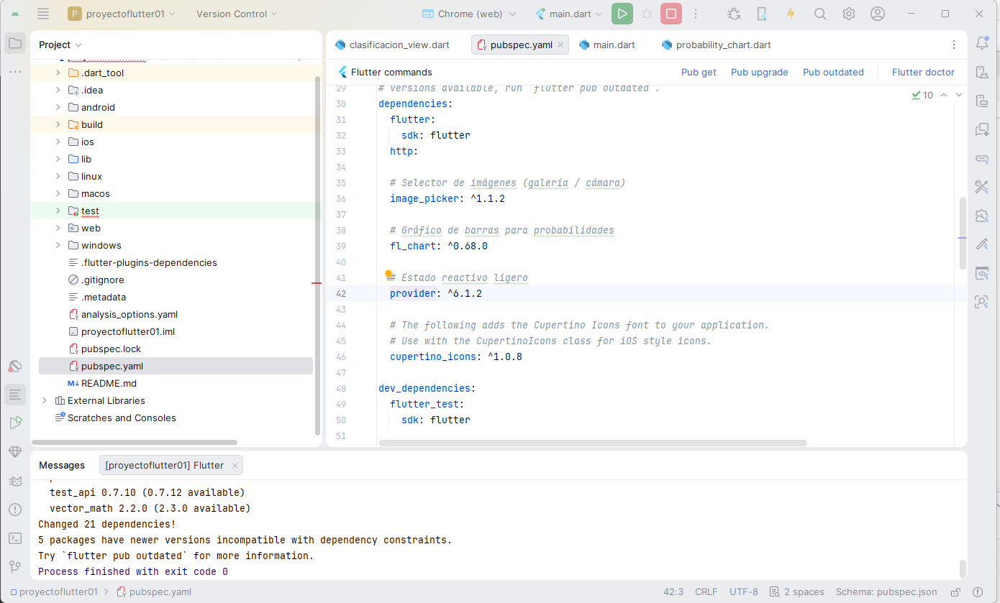 P proyectoflutter01 Version Control Chrome (web) main.dart
Project
.dart_tool
.idea
android
build
ios
lib
linux
macos
test
web
windows
.flutter-plugins-dependencies
.gitignore
.metadata
analysis_options.yaml
proyectoflutter01.iml
pubspec.lock
pubspec.yaml
M↓ README.md
External Libraries
Scratches and Consoles
clasificacion_view.dart pubspec.yaml main.dart probability_chart.dart
Flutter commands Pub get Pub upgrade Pub outdated Flutter doctor
10
29 # versions available, run `flutter pub outdated`.
30 dependencies:
31 flutter:
32 sdk: flutter
33 http:
34
35 # Selector de imágenes (galería / cámara)
36 image_picker: ^1.1.2
37
38 # Gráfico de barras para probabilidades
39 fl_chart: ^0.68.0
40
41 # Estado reactivo ligero
42 provider: ^6.1.2
43
44 # The following adds the Cupertino Icons font to your application.
45 # Use with the CupertinoIcons class for iOS style icons.
46 cupertino_icons: ^1.0.8
47
48 dev_dependencies:
49 flutter_test:
50 sdk: flutter
51
Messages [proyectoflutter01] Flutter
test_api 0.7.10 (0.7.12 available)
vector_math 2.2.0 (2.3.0 available)
Changed 21 dependencies!
5 packages have newer versions incompatible with dependency constraints.
Try `flutter pub outdated` for more information.
Process finished with exit code 0
proyectoflutter01 pubspec.yaml 42:3 CRLF UTF-8 2 spaces Schema: pubspec.json